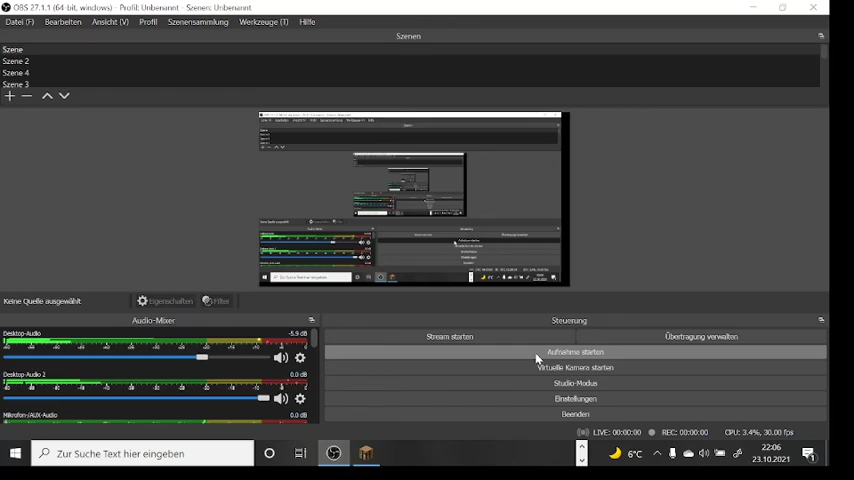 OBS 27.1.1 (64-bit, windows) - Profil: Unbenannt - Szenen: Unbenannt
Datei (F) Bearbeiten Ansicht (V) Profil Szenensammlung Werkzeuge (T) Hilfe
Szenen
Szene
Szene 2
Szene 4
Szene 3
Keine Quelle ausgewählt Eigenschaften Filter
Audio-Mixer
Desktop-Audio -5.9 dB
Desktop-Audio 2 0.0 dB
Mikrofon-/AUX-Audio 0.0 dB
Steuerung
Stream starten Übertragung verwalten
Aufnahme starten
Virtuelle Kamera starten
Studio-Modus
Einstellungen
Beenden
LIVE: 00:00:00 REC: 00:00:00 CPU: 3.4%, 30.00 fps
Zur Suche Text hier eingeben
6°C
22:06
23.10.2021
1